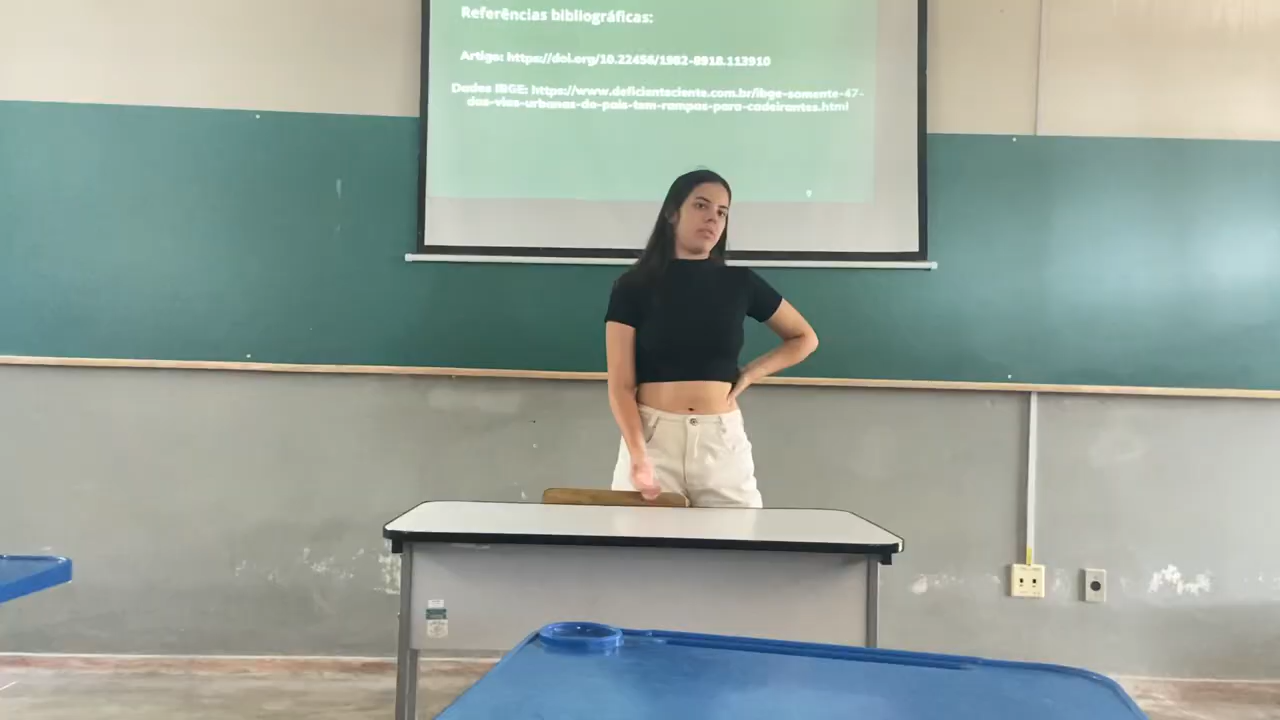 Referências bibliográficas:
Artigo: https://doi.org/10.22456/1982-8918.113910
Dados IBGE: https://www.deficienteciente.com.br/ibge-somente-47-
das-vias-urbanas-do-pais-tem-rampas-para-cadeirantes.html